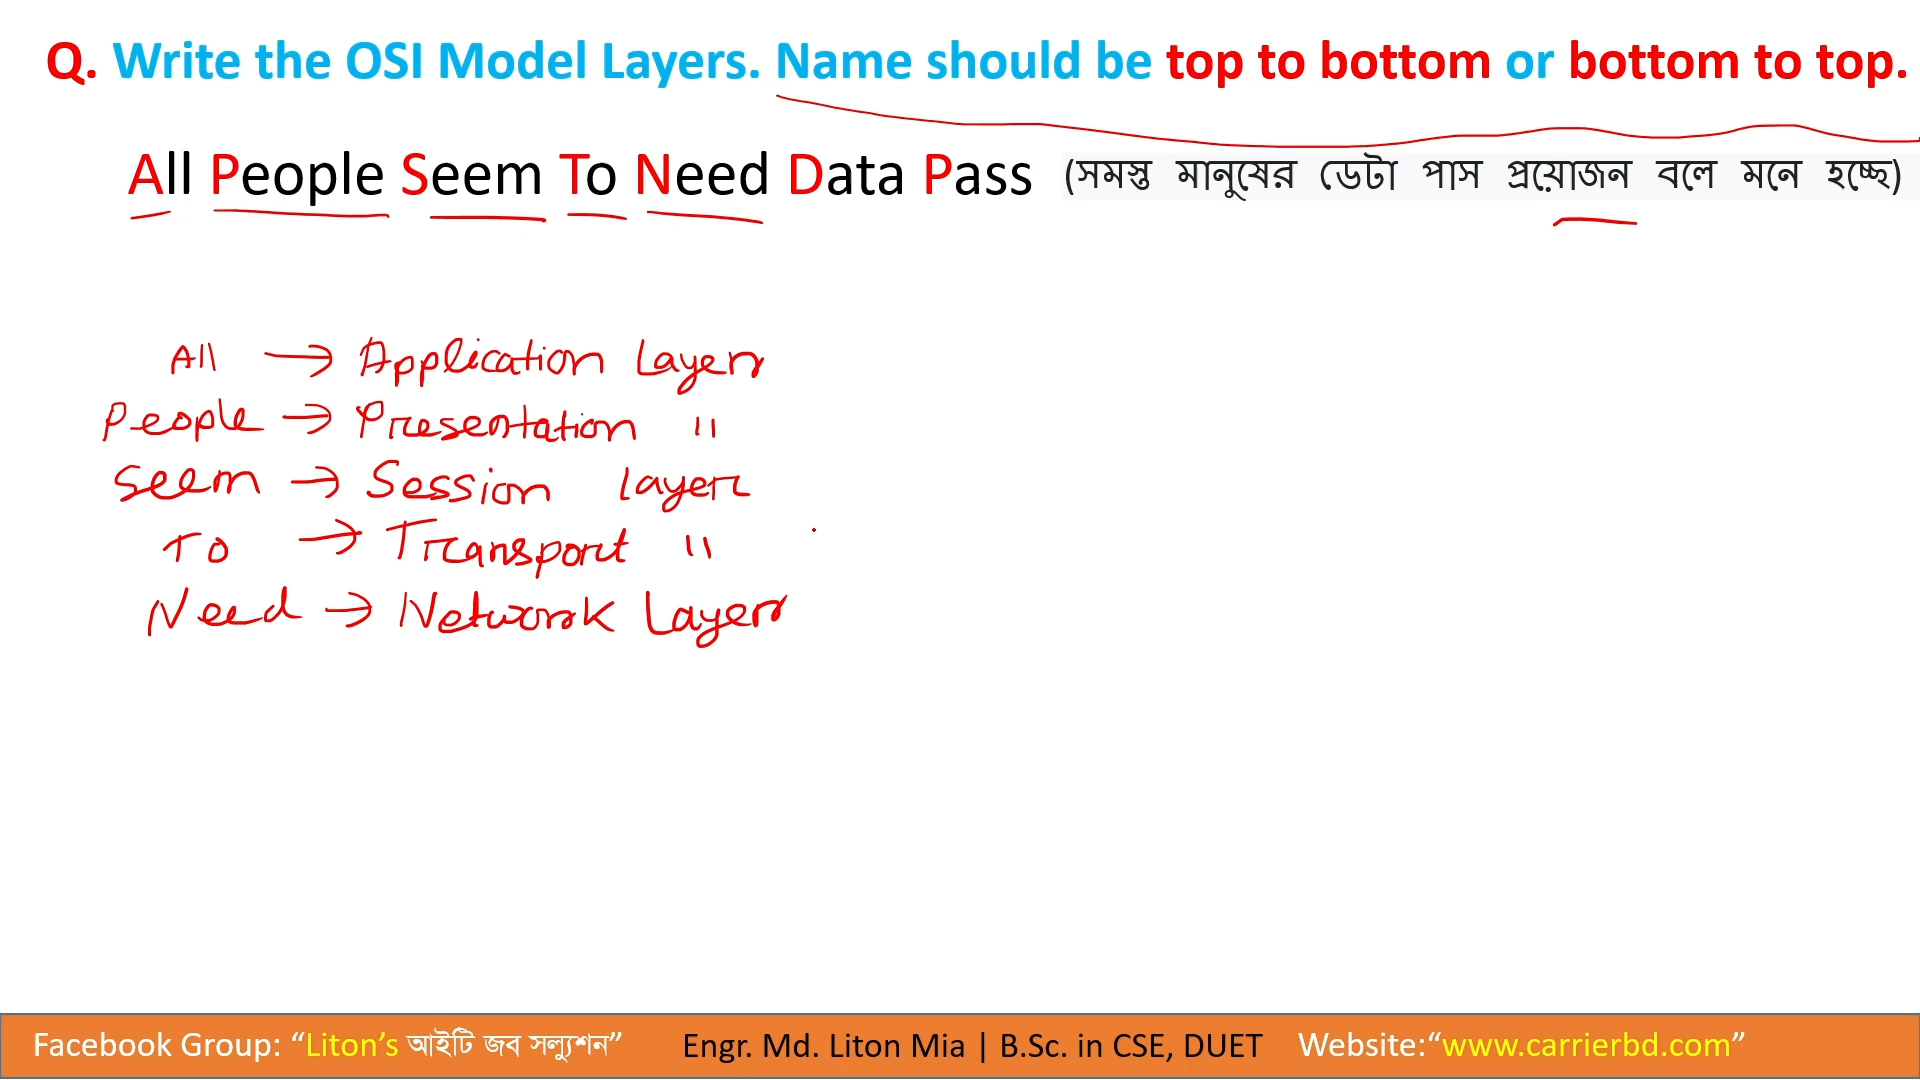 Q. Write the OSI Model Layers. Name should be top to bottom or bottom to top.
All People Seem To Need Data Pass (সমস্ত মানুষের ডেটা পাস প্রয়োজন বলে মনে হচ্ছে)
All → Application Layer
People → Presentation "
Seem → Session layer
To → Transport "
Need → Network Layer
Facebook Group: “Liton’s আইটি জব সল্যুশন” Engr. Md. Liton Mia | B.Sc. in CSE, DUET Website:“www.carrierbd.com”